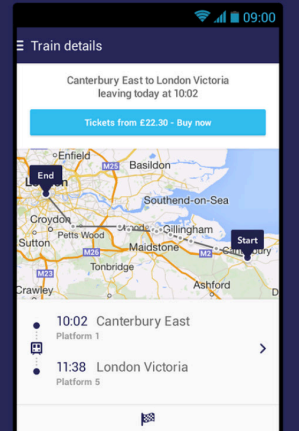 09:00
Train details
Canterbury East to London Victoria
leaving today at 10:02
Tickets from £22.30 - Buy now
Enfield
M25
Basildon
End
Southend-on-Sea
Croydon
Gillingham
Start
Sutton
Petts Wood
Maidstone
M2
M26
Tonbridge
M23
Ashford
Crawley
10:02 Canterbury East
Platform 1
11:38 London Victoria
Platform 5